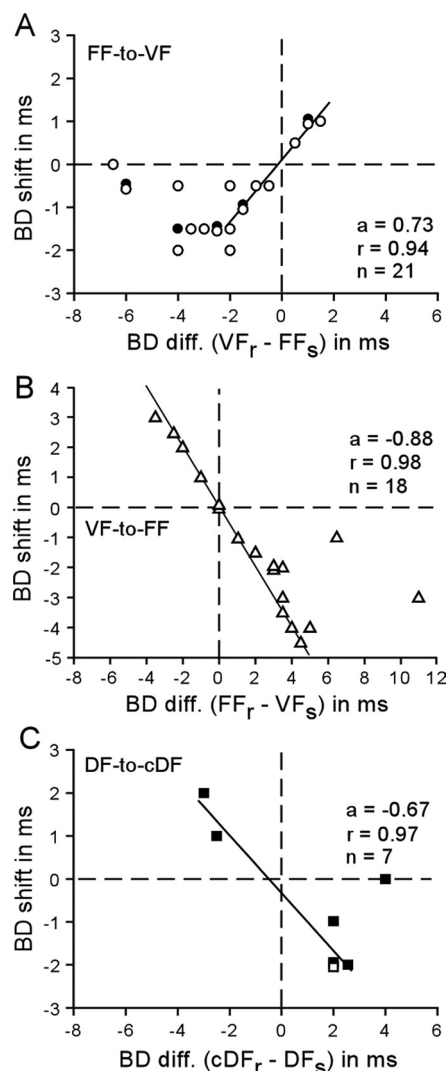 A
FF-to-VF
BD shift in ms
3
2
1
0
-1
-2
-3
a = 0.73
r = 0.94
n = 21
-8 -6 -4 -2 0 2 4 6
BD diff. (VFr - FFs) in ms
B
4
3
2
1
0
-1
-2
-3
-4
-5
BD shift in ms
a = -0.88
r = 0.98
n = 18
VF-to-FF
-8 -6 -4 -2 0 2 4 6 8 10 12
BD diff. (FFr - VFs) in ms
C
DF-to-cDF
BD shift in ms
3
2
1
0
-1
-2
-3
a = -0.67
r = 0.97
n = 7
-8 -6 -4 -2 0 2 4 6
BD diff. (cDFr - DFs) in ms